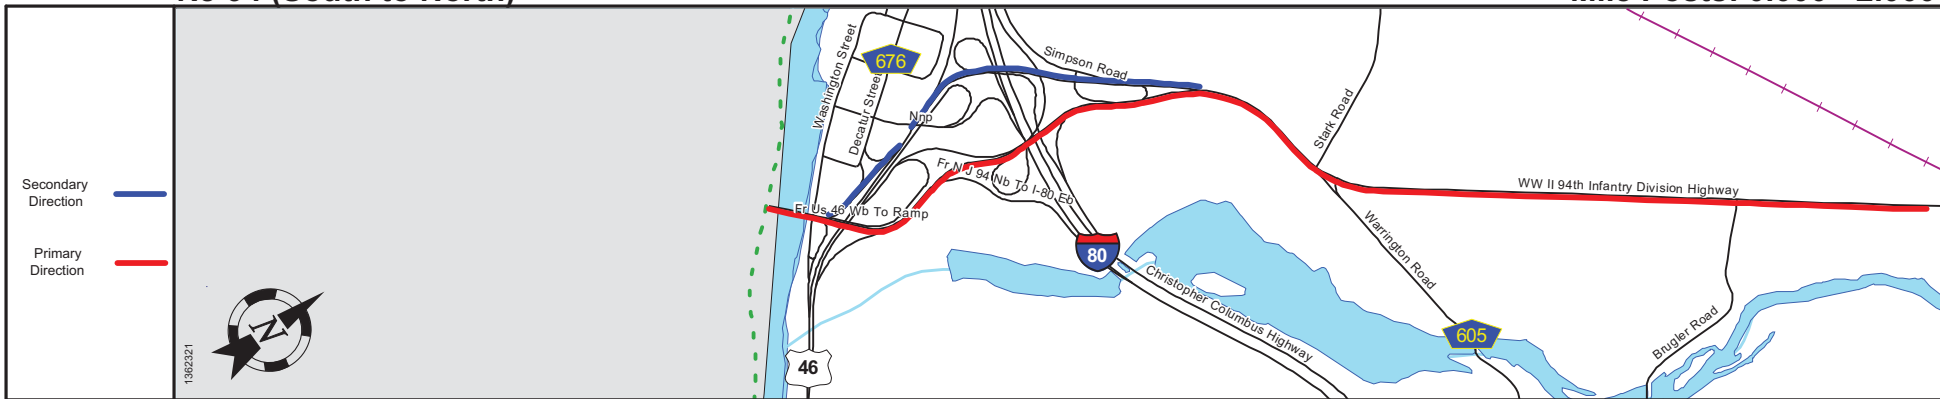 Secondary
Direction
Primary
Direction
1362321
N
Washington Street
676
Decatur Street
Nnp
Simpson Road
Fr N J 94 Nb To I-80 Eb
Fr Us 46 Wb To Ramp
46
80
Christopher Columbus Highway
Stark Road
Warrington Road
605
WW II 94th Infantry Division Highway
Brugler Road